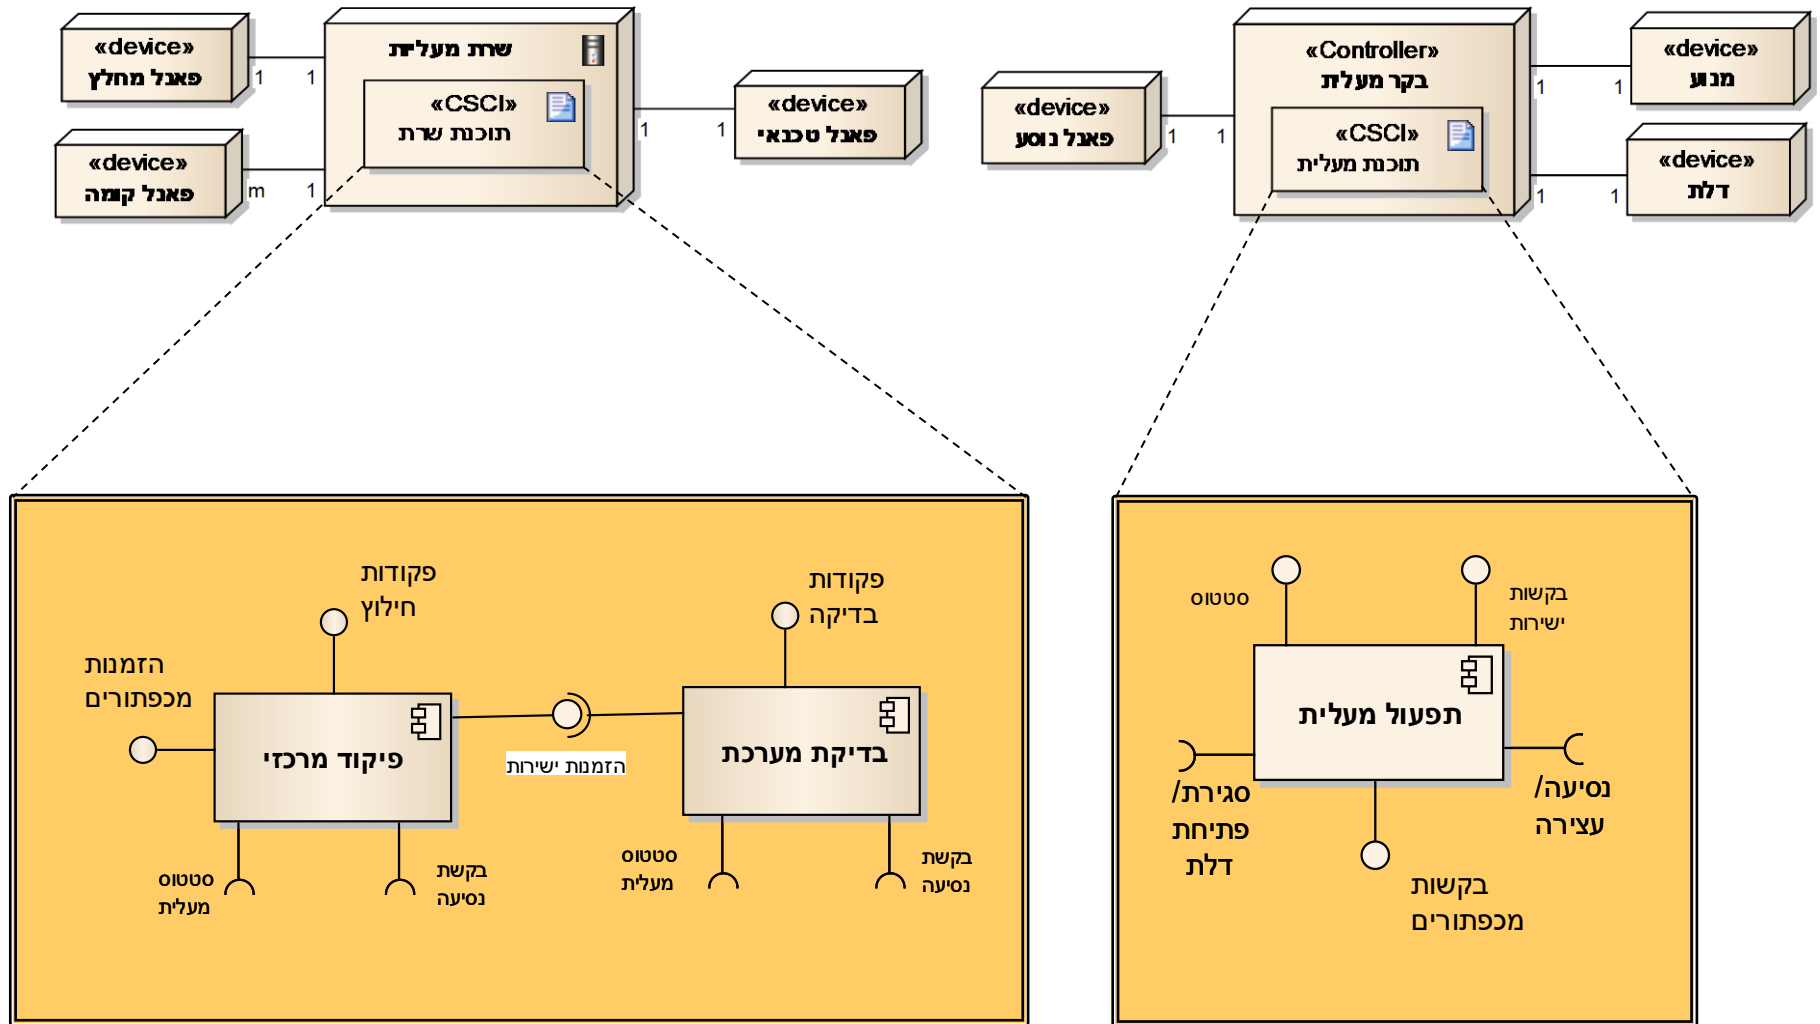 «device»
פאנל מחלץ
1
1
שרת מעליות
«CSCI»
תוכנת שרת
«device»
פאנל קומה
m
1
1
1
«device»
פאנל טכנאי
«device»
פאנל נוסע
1
1
«Controller»
בקר מעלית
«CSCI»
תוכנת מעלית
1
1
«device»
מנוע
1
1
«device»
דלת
פקודות
חילוץ
הזמנות
מכפתורים
פיקוד מרכזי
סטטוס
מעלית
בקשת
נסיעה
הזמנות ישירות
פקודות
בדיקה
בדיקת מערכת
סטטוס
מעלית
בקשת
נסיעה
סטטוס
בקשות
ישירות
תפעול מעלית
סגירת/
פתיחת
דלת
נסיעה/
עצירה
בקשות
מכפתורים